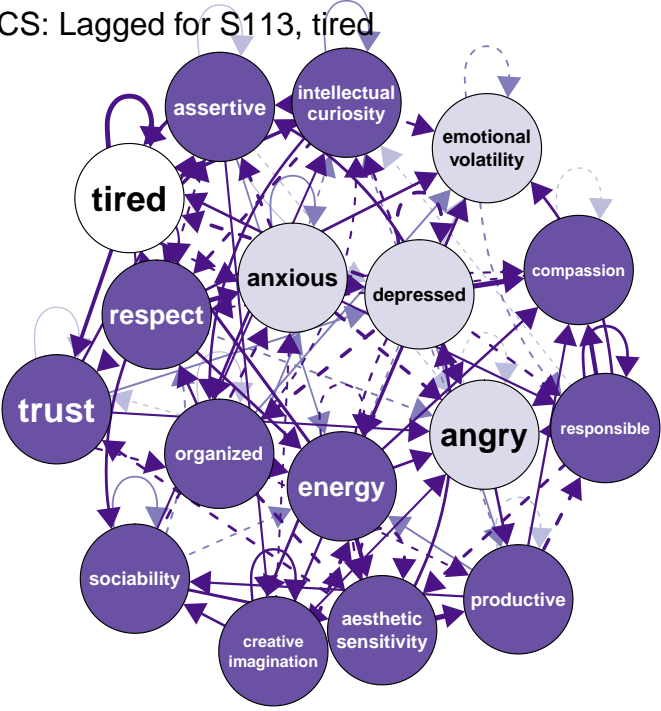 CS: Lagged for S113, tired
assertive
intellectual
curiosity
emotional
volatility
tired
anxious
depressed
compassion
respect
trust
organized
energy
angry
responsible
sociability
creative
imagination
aesthetic
sensitivity
productive